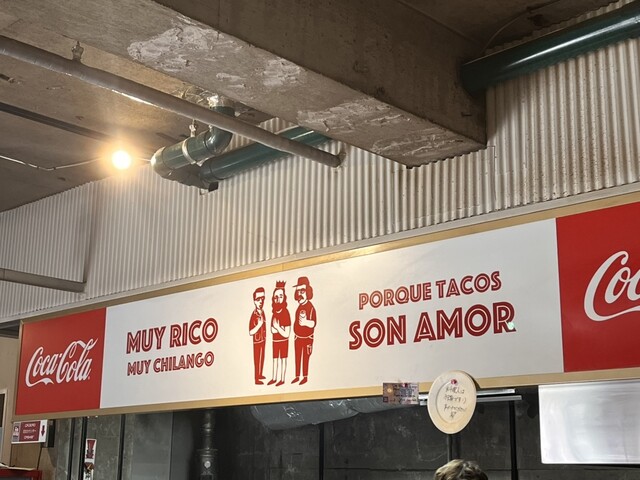 Coca-Cola
MUY RICO
MUY CHILANGO
PORQUE TACOS
SON AMOR
Coca